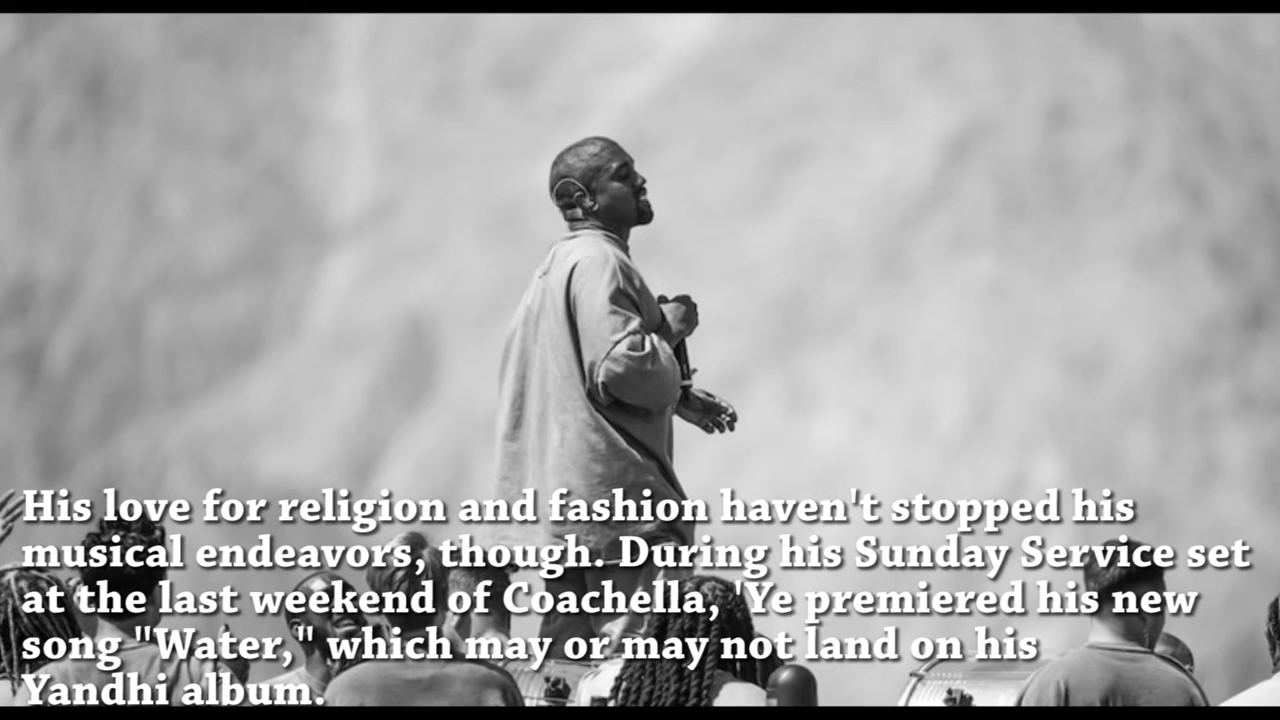 His love for religion and fashion haven't stopped his
musical endeavors, though. During his Sunday Service set
at the last weekend of Coachella, 'Ye premiered his new
song "Water," which may or may not land on his
Yandhi album.